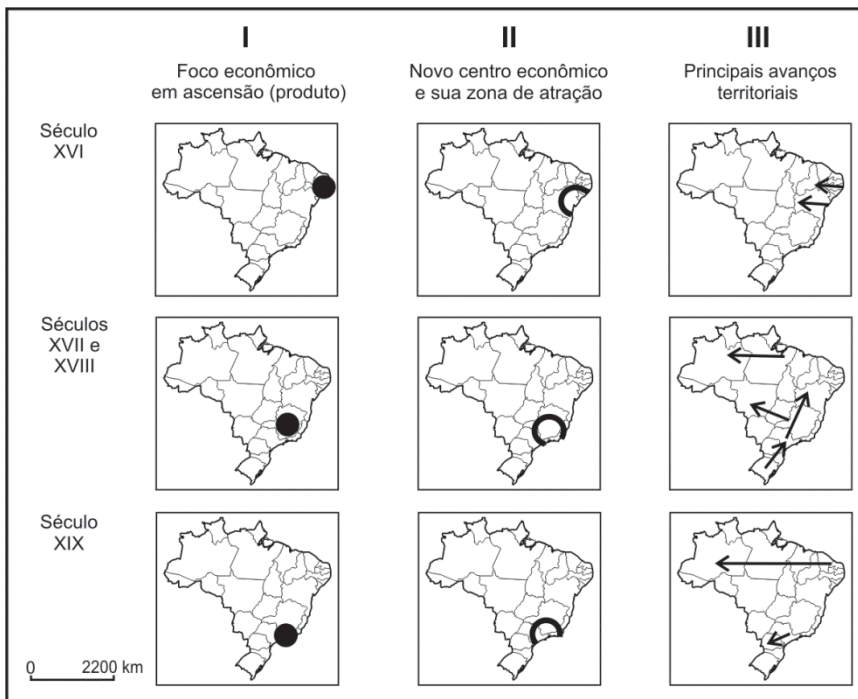 I
II
III
Foco econômico
em ascensão (produto)
Novo centro econômico
e sua zona de atração
Principais avanços
territoriais
Século
XVI
Séculos
XVII e
XVIII
Século
XIX
0 2200 km